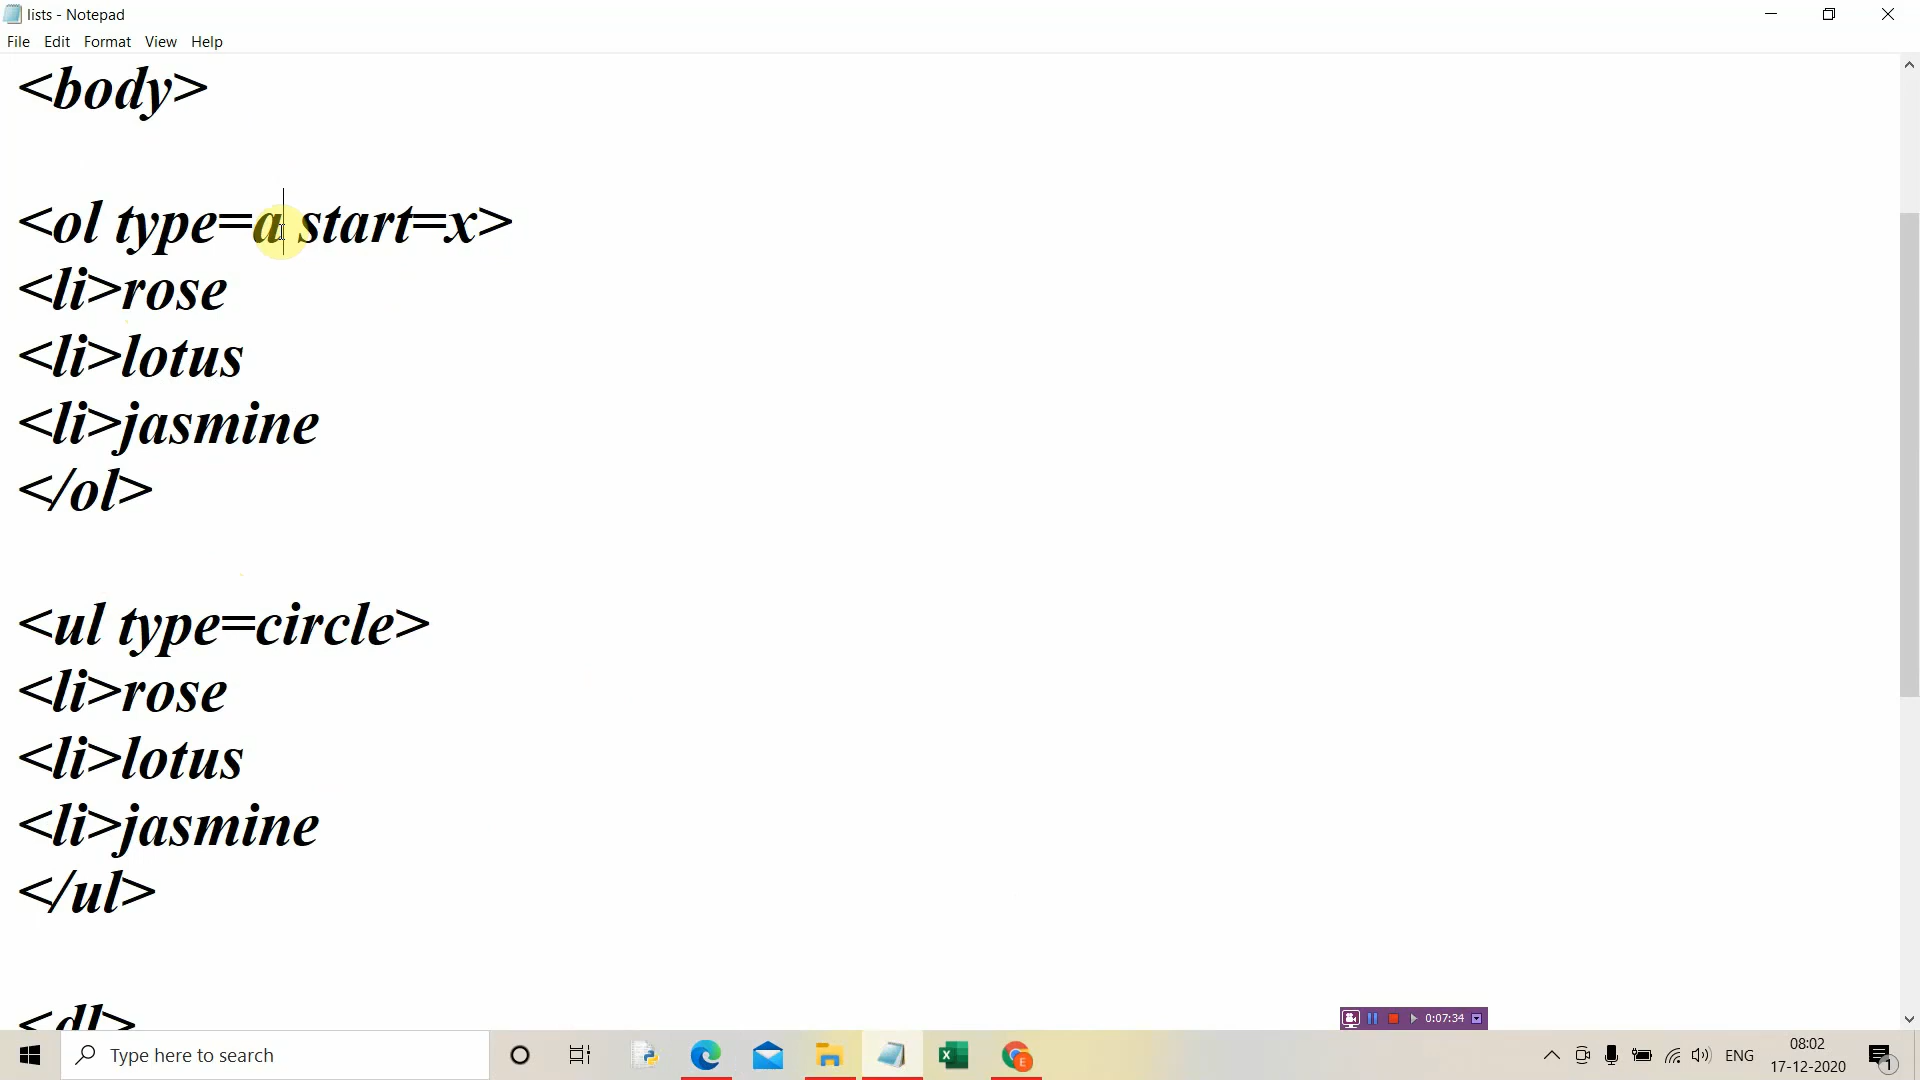 lists - Notepad
File Edit Format View Help
<body>
<ol type=a start=x>
<li>rose
<li>lotus
<li>jasmine
</ol>
<ul type=circle>
<li>rose
<li>lotus
<li>jasmine
</ul>
<dl>
0:07:34
Type here to search
E
ENG
08:02
17-12-2020
1